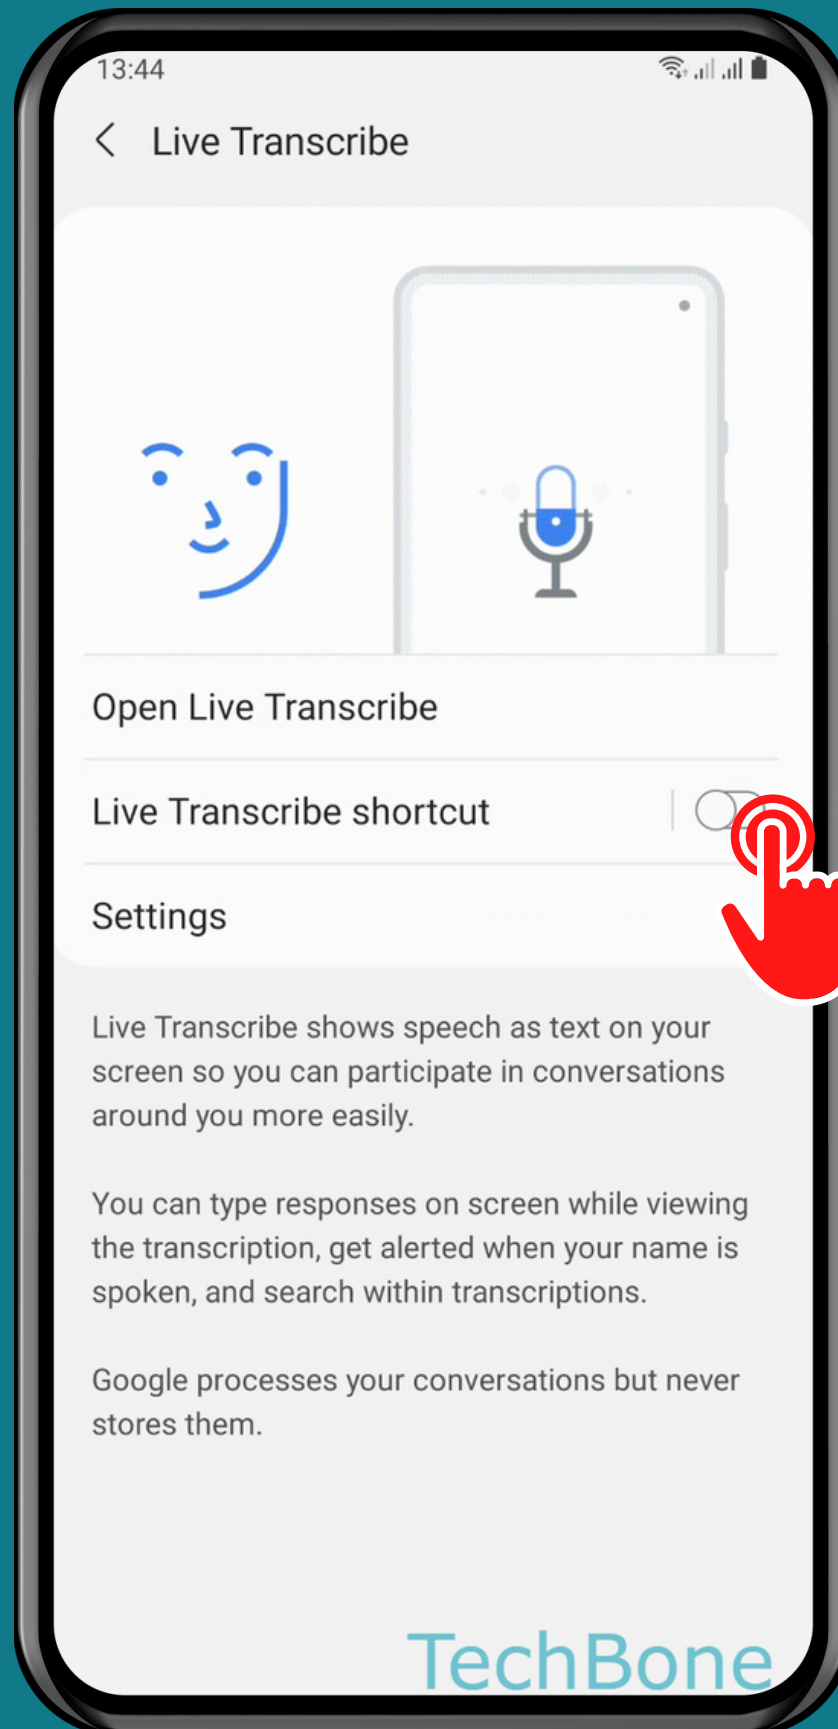 13:44
Live Transcribe
Open Live Transcribe
Live Transcribe shortcut
Settings
Live Transcribe shows speech as text on your
screen so you can participate in conversations
around you more easily.
You can type responses on screen while viewing
the transcription, get alerted when your name is
spoken, and search within transcriptions.
Google processes your conversations but never
stores them.
TechBone